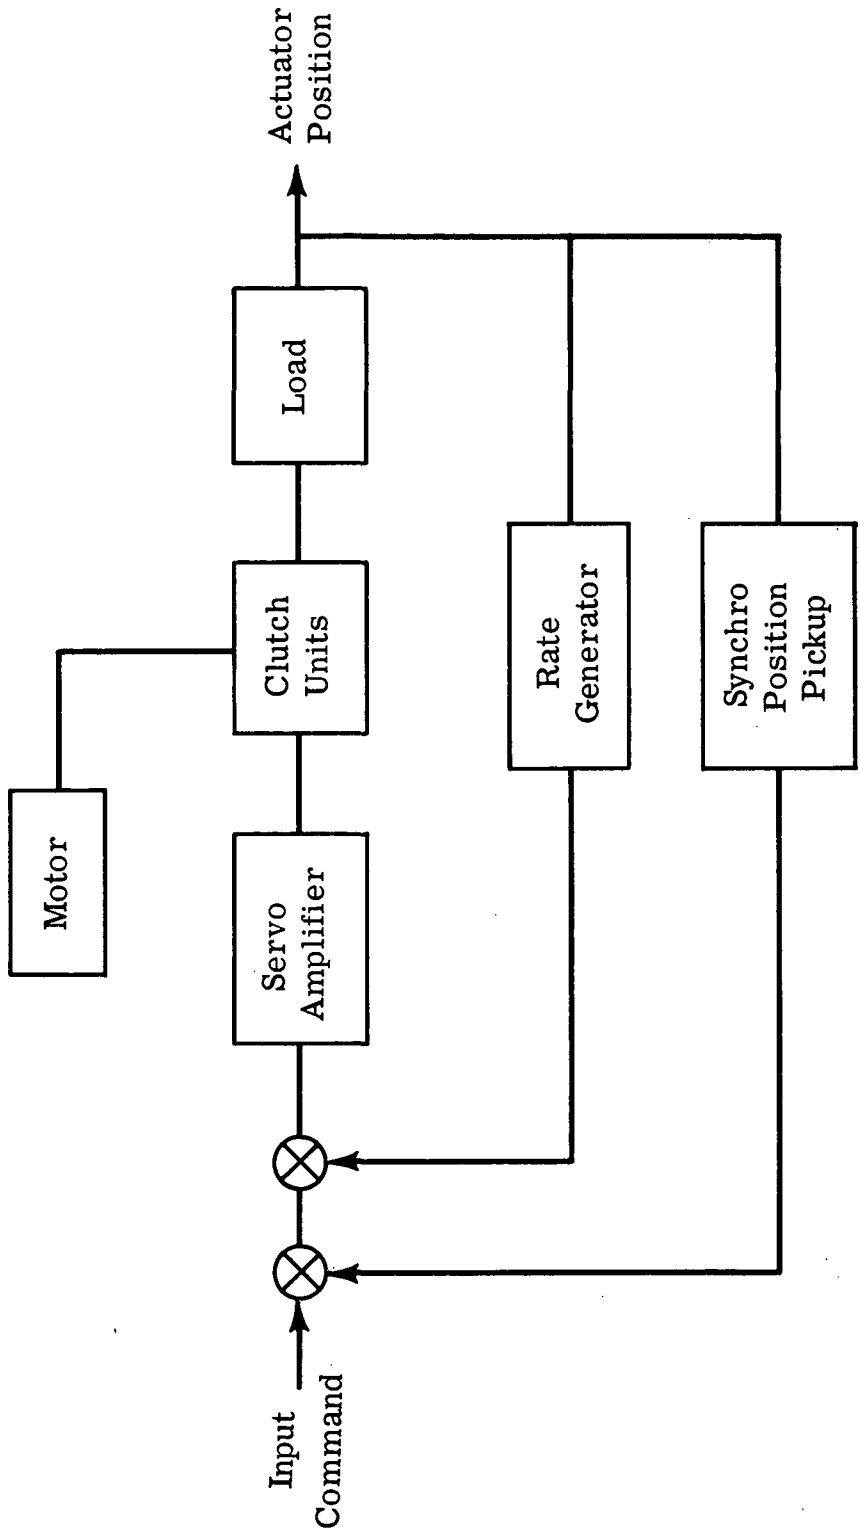 Motor
Input
Command
Servo
Amplifier
Clutch
Units
Load
Actuator
Position
Rate
Generator
Synchro
Position
Pickup